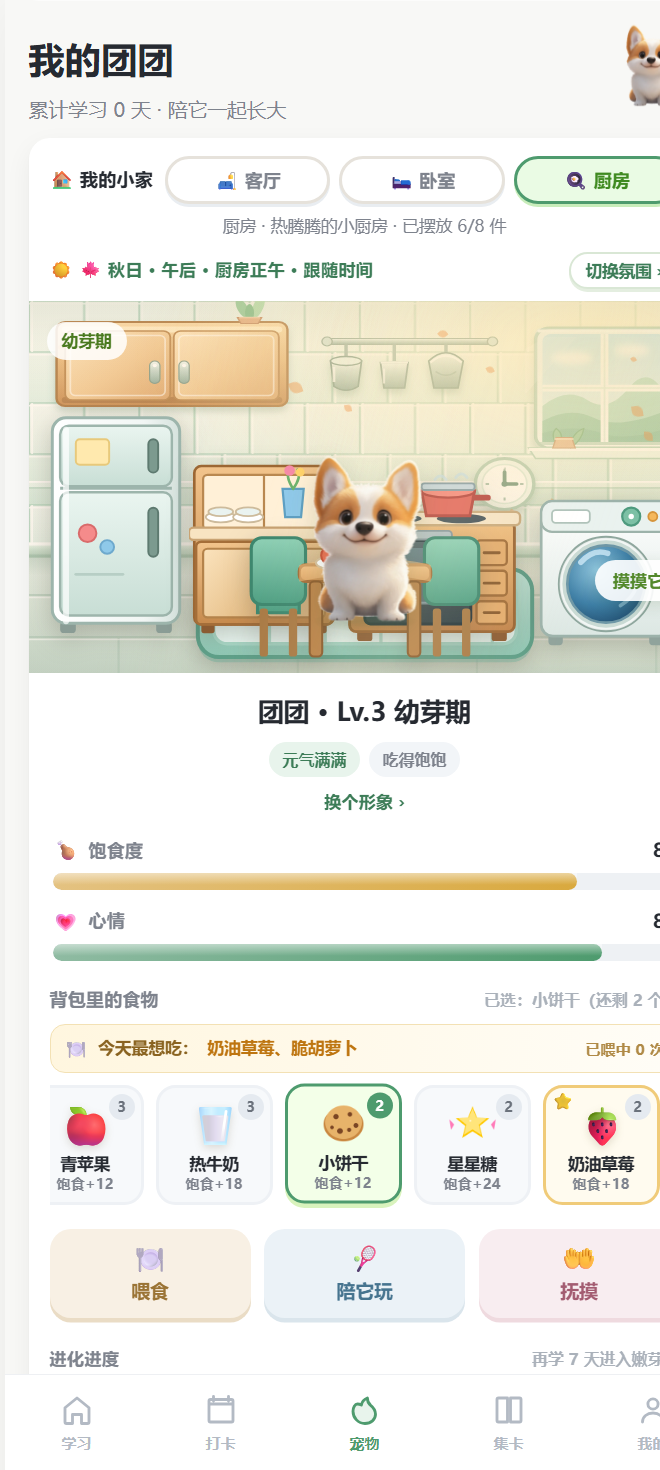 我的团团
累计学习 0 天 · 陪它一起长大
我的小家 客厅 卧室 厨房
厨房 · 热腾腾的小厨房 · 已摆放 6/8 件
秋日 • 午后 • 厨房正午 • 跟随时间 切换氛围 ›
幼芽期
摸摸它
团团 • Lv.3 幼芽期
元气满满 吃得饱饱
换个形象 ›
饱食度 8
心情 8
背包里的食物 已选：小饼干（还剩 2 个
今天最想吃： 奶油草莓、脆胡萝卜 已喂中 0 次
3 3 2 2 2
青苹果 热牛奶 小饼干 星星糖 奶油草莓
饱食+12 饱食+18 饱食+12 饱食+24 饱食+18
喂食 陪它玩 抚摸
进化进度 再学 7 天进入嫩芽
学习 打卡 宠物 集卡 我的